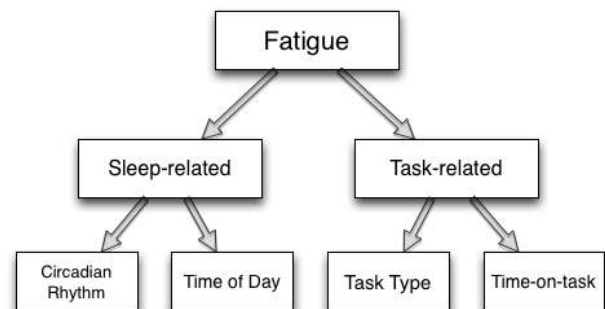 Fatigue
Sleep-related
Task-related
Circadian
Rhythm
Time of Day
Task Type
Time-on-task